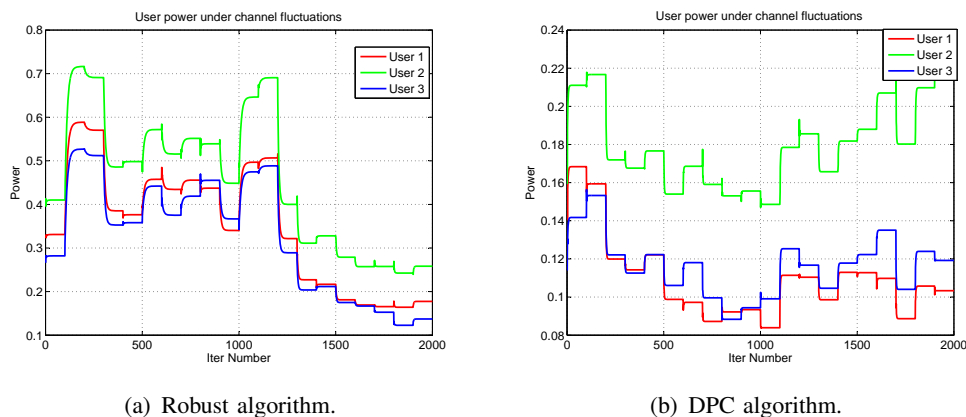 User power under channel fluctuations
0.8
0.7
0.6
0.5
0.4
0.3
0.2
0.1
Power
0
500
1000
1500
2000
Iter Number
User 1
User 2
User 3
(a) Robust algorithm.
User power under channel fluctuations
0.24
0.22
0.2
0.18
0.16
0.14
0.12
0.1
0.08
Power
0
500
1000
1500
2000
Iter Number
User 1
User 2
User 3
(b) DPC algorithm.